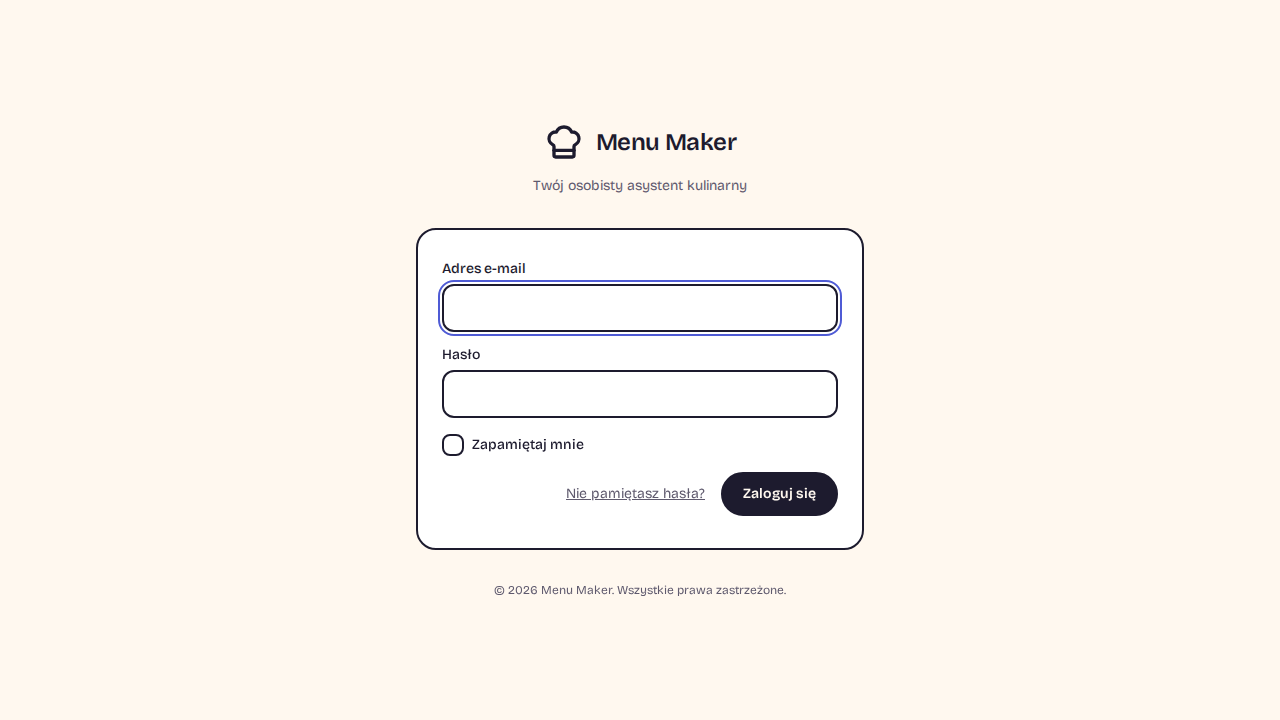 Menu Maker
Twój osobisty asystent kulinarny
Adres e-mail
Hasło
Zapamiętaj mnie
Nie pamiętasz hasła?
Zaloguj się
© 2026 Menu Maker. Wszystkie prawa zastrzeżone.